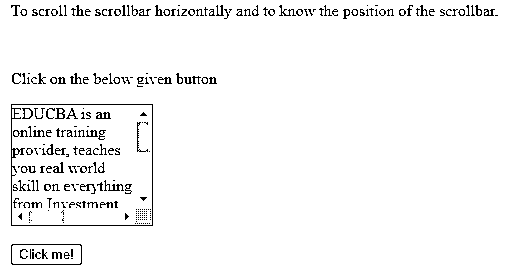 To scroll the scrollbar horizontally and to know the position of the scrollbar.
Click on the below given button
EDUCBA is an
online training
provider, teaches
you real world
skill on everything
from Investment
Click me!